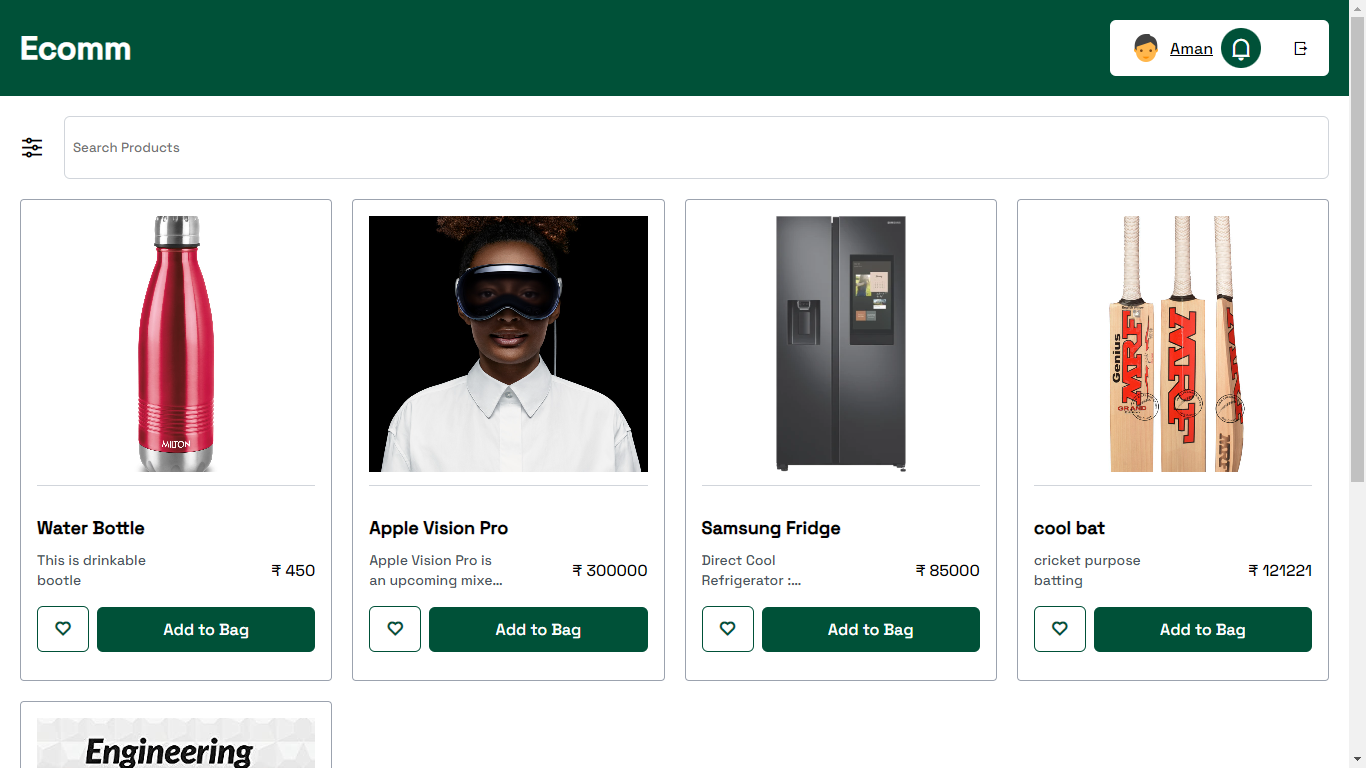 Ecomm
Aman
Search Products
MILTON
SAMSUNG
Genius
MRF
GRAND
MRF
MRF
Water Bottle
This is drinkable
bootle
₹ 450
Add to Bag
Apple Vision Pro
Apple Vision Pro is
an upcoming mixe...
₹ 300000
Add to Bag
Samsung Fridge
Direct Cool
Refrigerator :...
₹ 85000
Add to Bag
cool bat
cricket purpose
batting
₹ 121221
Add to Bag
Engineering